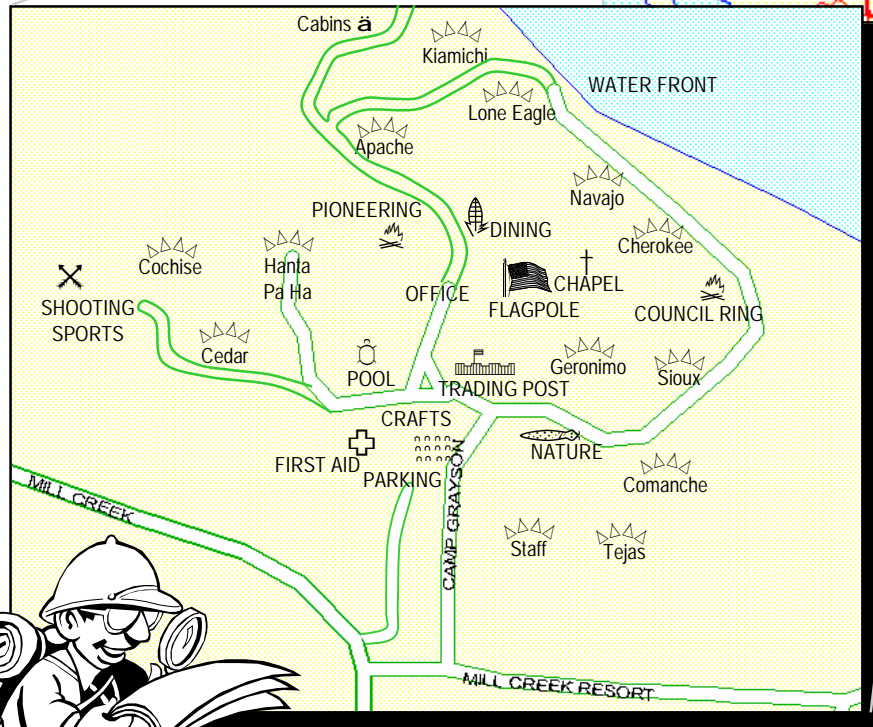 Cabins ä
Kiamichi
WATER FRONT
Lone Eagle
Apache
Navajo
PIONEERING
DINING
Cherokee
Cochise
Hanta
Pa Ha
CHAPEL
OFFICE
FLAGPOLE
COUNCIL RING
SHOOTING
SPORTS
Cedar
Geronimo
Sioux
POOL
TRADING POST
CRAFTS
NATURE
FIRST AID
PARKING
Comanche
MILL CREEK
CAMP GRAYSON
Staff
Tejas
MILL CREEK RESORT